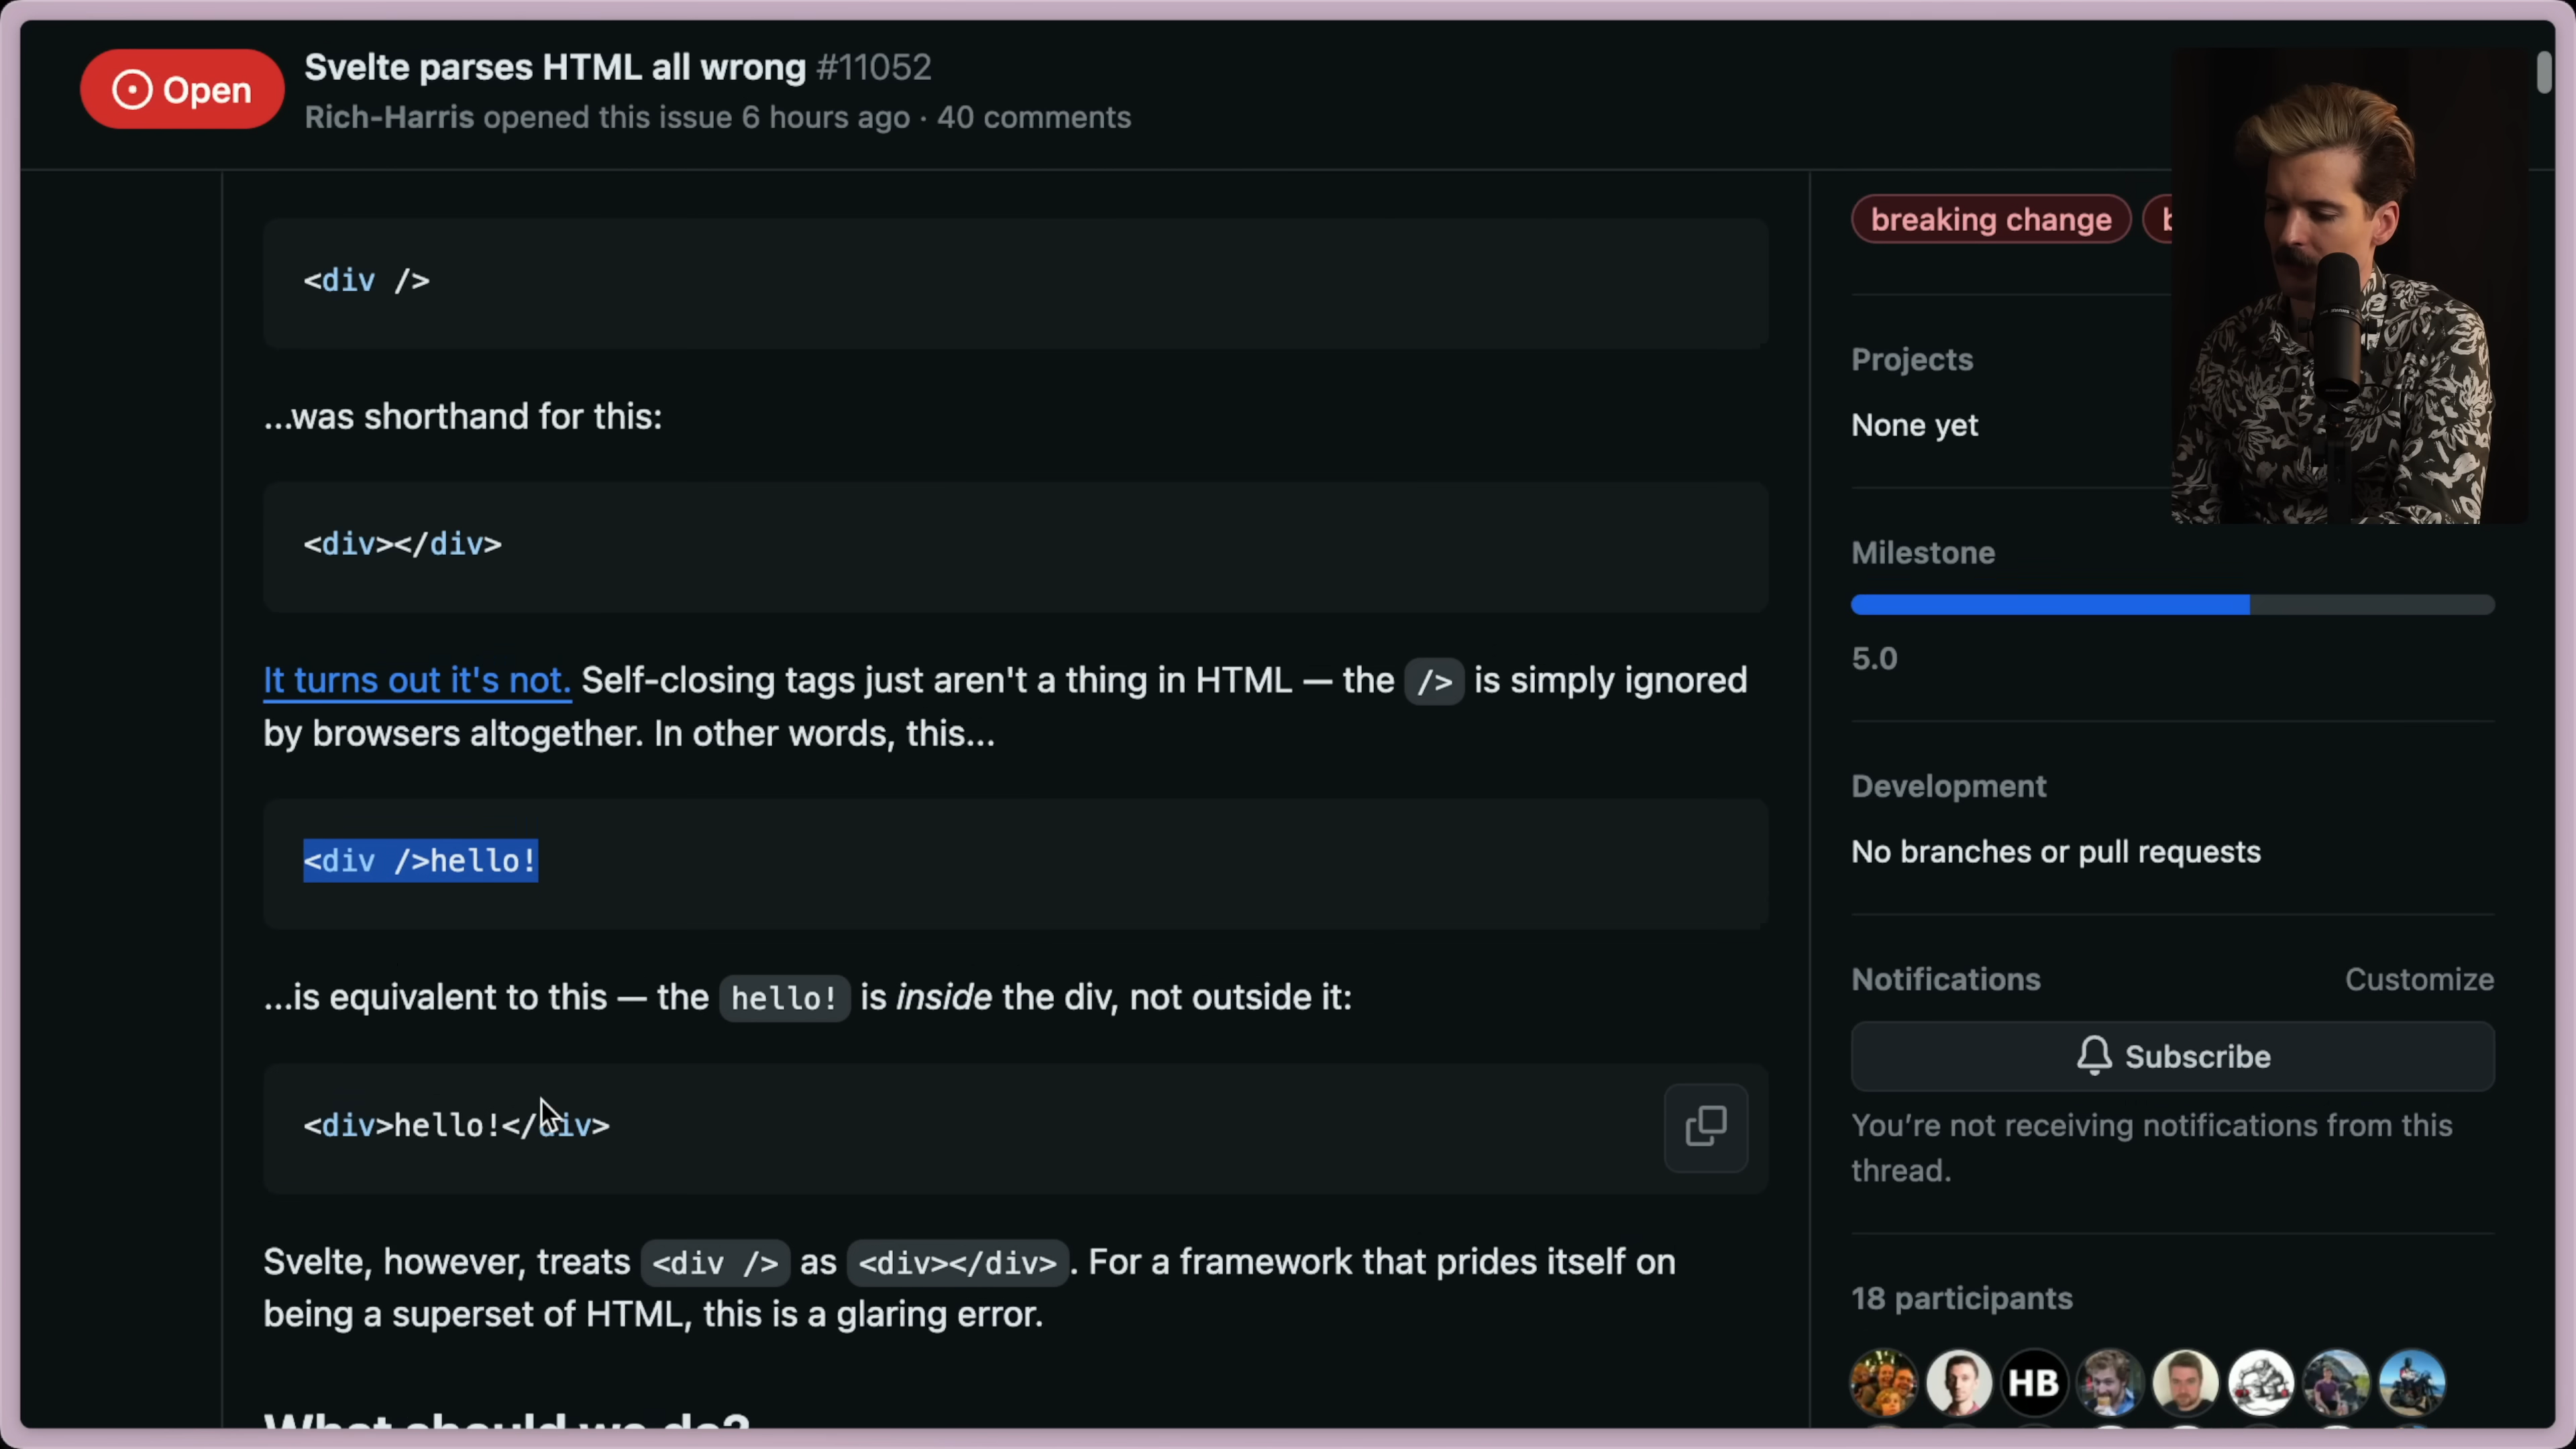 Open
Svelte parses HTML all wrong #11052
Rich-Harris opened this issue 6 hours ago · 40 comments
<div />
...was shorthand for this:
<div></div>
It turns out it's not. Self-closing tags just aren't a thing in HTML — the /> is simply ignored
by browsers altogether. In other words, this...
<div />hello!
...is equivalent to this — the hello! is inside the div, not outside it:
<div>hello!</div>
Svelte, however, treats <div /> as <div></div>. For a framework that prides itself on
being a superset of HTML, this is a glaring error.
What should we do?
breaking change
Projects
None yet
Milestone
5.0
Development
No branches or pull requests
Notifications Customize
Subscribe
You're not receiving notifications from this
thread.
18 participants
HB